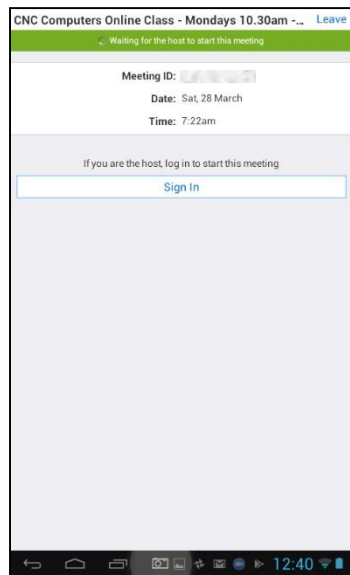 CNC Computers Online Class - Mondays 10.30am -... Leave
Waiting for the host to start this meeting
Meeting ID:
Date: Sat, 28 March
Time: 7:22am
If you are the host, log in to start this meeting
Sign In
12:40